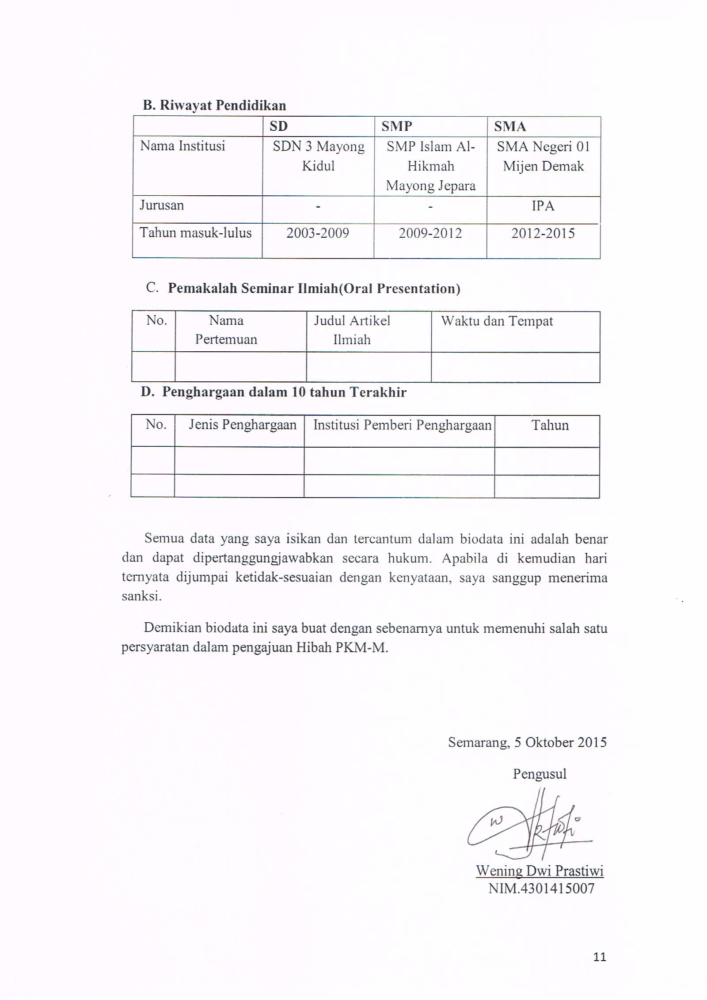 B. Riwayat Pendidikan
SD SMP SMA
Nama Institusi SDN 3 Mayong SMP Islam Al- SMA Negeri 01
Kidul Hikmah Mijen Demak
Mayong Jepara
Jurusan - - IPA
Tahun masuk-lulus 2003-2009 2009-2012 2012-2015
C. Pemakalah Seminar Ilmiah(Oral Presentation)
No. Nama Judul Artikel Waktu dan Tempat
Pertemuan Ilmiah
D. Penghargaan dalam 10 tahun Terakhir
No. Jenis Penghargaan Institusi Pemberi Penghargaan Tahun
Semua data yang saya isikan dan tercantum dalam biodata ini adalah benar
dan dapat dipertanggungjawabkan secara hukum. Apabila di kemudian hari
ternyata dijumpai ketidak-sesuaian dengan kenyataan, saya sanggup menerima
sanksi.
Demikian biodata ini saya buat dengan sebenarnya untuk memenuhi salah satu
persyaratan dalam pengajuan Hibah PKM-M.
Semarang, 5 Oktober 2015
Pengusul
Wening Dwi Prastiwi
NIM.4301415007
11